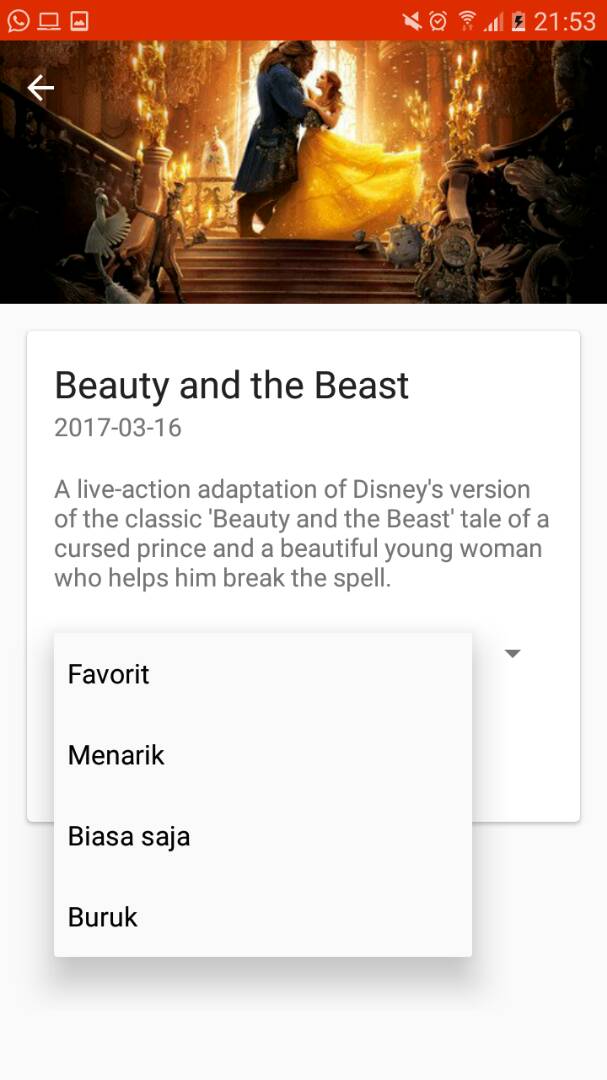 21:53
Beauty and the Beast
2017-03-16
A live-action adaptation of Disney's version
of the classic 'Beauty and the Beast' tale of a
cursed prince and a beautiful young woman
who helps him break the spell.
Favorit
Menarik
Biasa saja
Buruk